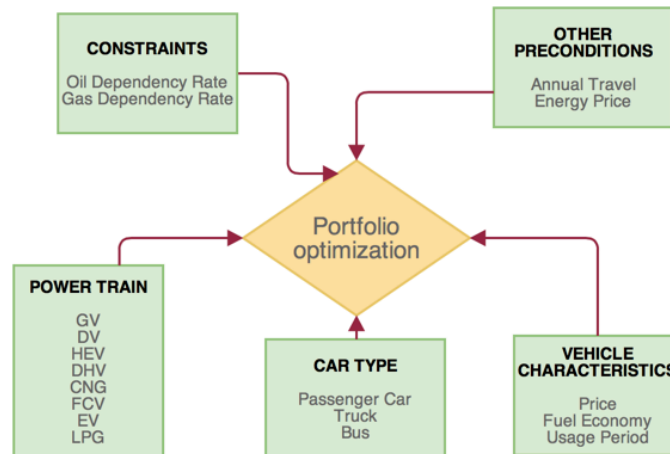 CONSTRAINTS
Oil Dependency Rate
Gas Dependency Rate
OTHER
PRECONDITIONS
Annual Travel
Energy Price
Portfolio
optimization
POWER TRAIN
GV
DV
HEV
DHV
CNG
FCV
EV
LPG
CAR TYPE
Passenger Car
Truck
Bus
VEHICLE
CHARACTERISTICS
Price
Fuel Economy
Usage Period